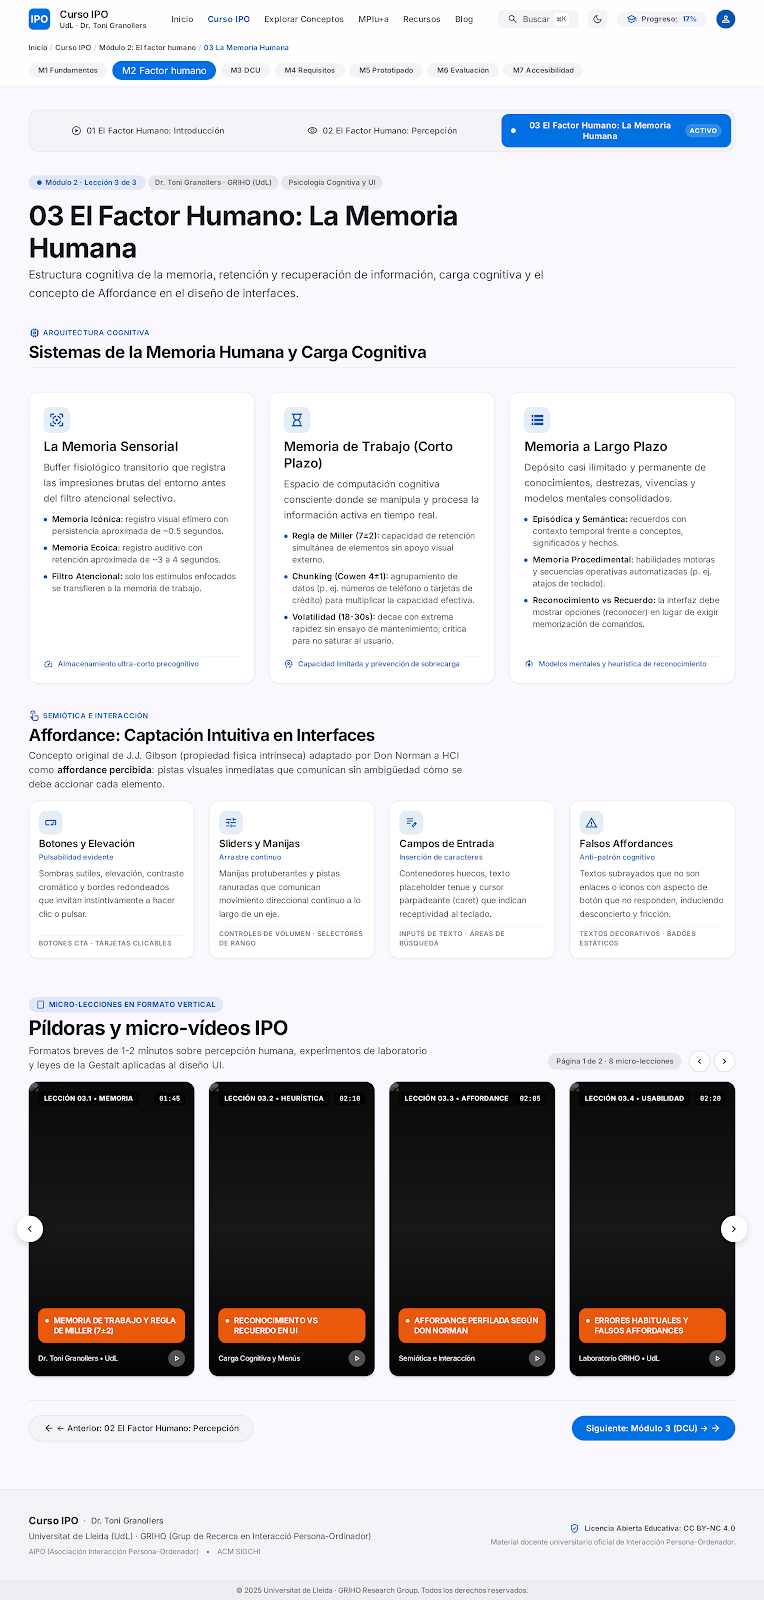 IPO
Curso IPO
UdL · Dr. Toni Granollers
Inicio
Curso IPO
Explorar Conceptos
MPIu+a
Recursos
Blog
Buscar
⌘K
Progreso: 17%
Inicio / Curso IPO / Módulo 2: El factor humano / 03 La Memoria Humana
M1 Fundamentos
M2 Factor humano
M3 DCU
M4 Requisitos
M5 Prototipado
M6 Evaluación
M7 Accesibilidad
01 El Factor Humano: Introducción
02 El Factor Humano: Percepción
03 El Factor Humano: La Memoria
Humana
ACTIVO
Módulo 2 · Lección 3 de 3
Dr. Toni Granollers · GRIHO (UdL)
Psicología Cognitiva y UI
03 El Factor Humano: La Memoria
Humana
Estructura cognitiva de la memoria, retención y recuperación de información, carga cognitiva y el
concepto de Affordance en el diseño de interfaces.
ARQUITECTURA COGNITIVA
Sistemas de la Memoria Humana y Carga Cognitiva
La Memoria Sensorial
Buffer fisiológico transitorio que registra
las impresiones brutas del entorno antes
del filtro atencional selectivo.
Memoria Icónica: registro visual efímero con
persistencia aproximada de ~0.5 segundos.
Memoria Ecoica: registro auditivo con
retención aproximada de ~3 a 4 segundos.
Filtro Atencional: solo los estímulos enfocados
se transfieren a la memoria de trabajo.
Almacenamiento ultra-corto precognitivo
Memoria de Trabajo (Corto
Plazo)
Espacio de computación cognitiva
consciente donde se manipula y procesa la
información activa en tiempo real.
Regla de Miller (7±2): capacidad de retención
simultánea de elementos sin apoyo visual
externo.
Chunking (Cowen 4±1): agrupamiento de
datos (p. ej. números de teléfono o tarjetas de
crédito) para multiplicar la capacidad efectiva.
Volatilidad (18-30s): decae con extrema
rapidez sin ensayo de mantenimiento; crítica
para no saturar al usuario.
Capacidad limitada y prevención de sobrecarga
Memoria a Largo Plazo
Depósito casi ilimitado y permanente de
conocimientos, destrezas, vivencias y
modelos mentales consolidados.
Episódica y Semántica: recuerdos con
contexto temporal frente a conceptos,
significados y hechos.
Memoria Procedimental: habilidades motoras
y secuencias operativas automatizadas (p. ej.
atajos de teclado).
Reconocimiento vs Recuerdo: la interfaz debe
mostrar opciones (reconocer) en lugar de exigir
memorización de comandos.
Modelos mentales y heurística de reconocimiento
SEMIÓTICA E INTERACCIÓN
Affordance: Captación Intuitiva en Interfaces
Concepto original de J.J. Gibson (propiedad física intrínseca) adaptado por Don Norman a HCI
como affordance percibida: pistas visuales inmediatas que comunican sin ambigüedad cómo se
debe accionar cada elemento.
Botones y Elevación
Pulsabilidad evidente
Sombras sutiles, elevación, contraste
cromático y bordes redondeados
que invitan instintivamente a hacer
clic o pulsar.
BOTONES CTA · TARJETAS CLICABLES
Sliders y Manijas
Arrastre continuo
Manijas protuberantes y pistas
ranuradas que comunican
movimiento direccional continuo a lo
largo de un eje.
CONTROLES DE VOLUMEN · SELECTORES
DE RANGO
Campos de Entrada
Inserción de caracteres
Contenedores huecos, texto
placeholder tenue y cursor
parpadeante (caret) que indican
receptividad al teclado.
INPUTS DE TEXTO · ÁREAS DE
BÚSQUEDA
Falsos Affordances
Anti-patrón cognitivo
Textos subrayados que no son
enlaces o iconos con aspecto de
botón que no responden, induciendo
desconcierto y fricción.
TEXTOS DECORATIVOS · BADGES
ESTÁTICOS
MICRO-LECCIONES EN FORMATO VERTICAL
Píldoras y micro-vídeos IPO
Formatos breves de 1-2 minutos sobre percepción humana, experimentos de laboratorio
y leyes de la Gestalt aplicadas al diseño UI.
Página 1 de 2 · 8 micro-lecciones
LECCIÓN 03.1 • MEMORIA
01:45
MEMORIA DE TRABAJO Y REGLA
DE MILLER (7±2)
Dr. Toni Granollers • UdL
LECCIÓN 03.2 • HEURÍSTICA
02:10
RECONOCIMIENTO VS
RECUERDO EN UI
Carga Cognitiva y Menús
LECCIÓN 03.3 • AFFORDANCE
02:05
AFFORDANCE PERFILADA SEGÚN
DON NORMAN
Semiótica e Interacción
LECCIÓN 03.4 • USABILIDAD
02:20
ERRORES HABITUALES Y
FALSOS AFFORDANCES
Laboratorio GRIHO • UdL
← ← Anterior: 02 El Factor Humano: Percepción
Siguiente: Módulo 3 (DCU) → →
Curso IPO · Dr. Toni Granollers
Universitat de Lleida (UdL) · GRIHO (Grup de Recerca en Interacció Persona-Ordinador)
AIPO (Asociación Interacción Persona-Ordenador) • ACM SIGCHI
Licencia Abierta Educativa: CC BY-NC 4.0
Material docente universitario oficial de Interacción Persona-Ordenador.
© 2025 Universitat de Lleida · GRIHO Research Group. Todos los derechos reservados.